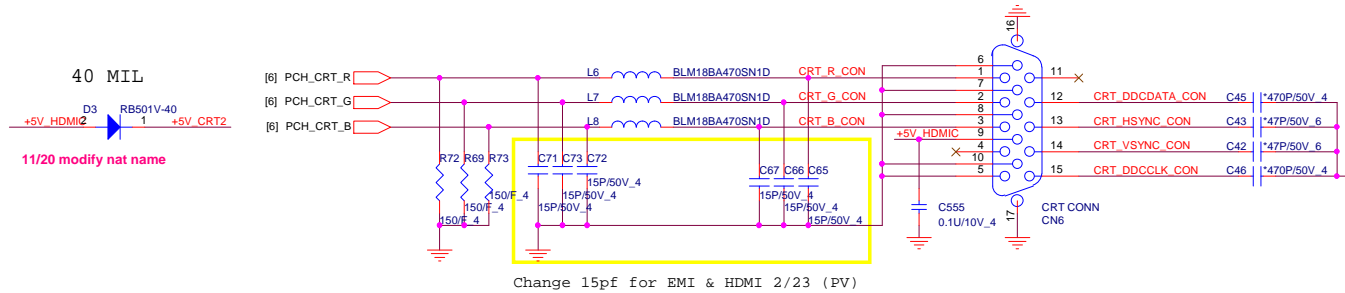 40 MIL
D3
RB501V-40
+5V_HDMIC
2
1
+5V_CRT2
11/20 modify nat name
[6] PCH_CRT_R
[6] PCH_CRT_G
[6] PCH_CRT_B
L6
BLM18BA470SN1D
CRT_R_CON
L7
BLM18BA470SN1D
CRT_G_CON
L8
BLM18BA470SN1D
CRT_B_CON
R72
R69
R73
150/F_4
150/F_4
150/F_4
C71
C73
C72
15P/50V_4
15P/50V_4
15P/50V_4
C67
C66
C65
15P/50V_4
15P/50V_4
15P/50V_4
Change 15pf for EMI & HDMI 2/23 (PV)
+5V_HDMIC
C555
0.1U/10V_4
16
6
1
7
2
8
3
9
4
10
5
11
12
13
14
15
17
CRT CONN
CN6
CRT_DDCDATA_CON
C45
*470P/50V_4
CRT_HSYNC_CON
C43
*47P/50V_6
CRT_VSYNC_CON
C42
*47P/50V_6
CRT_DDCCLK_CON
C46
*470P/50V_4